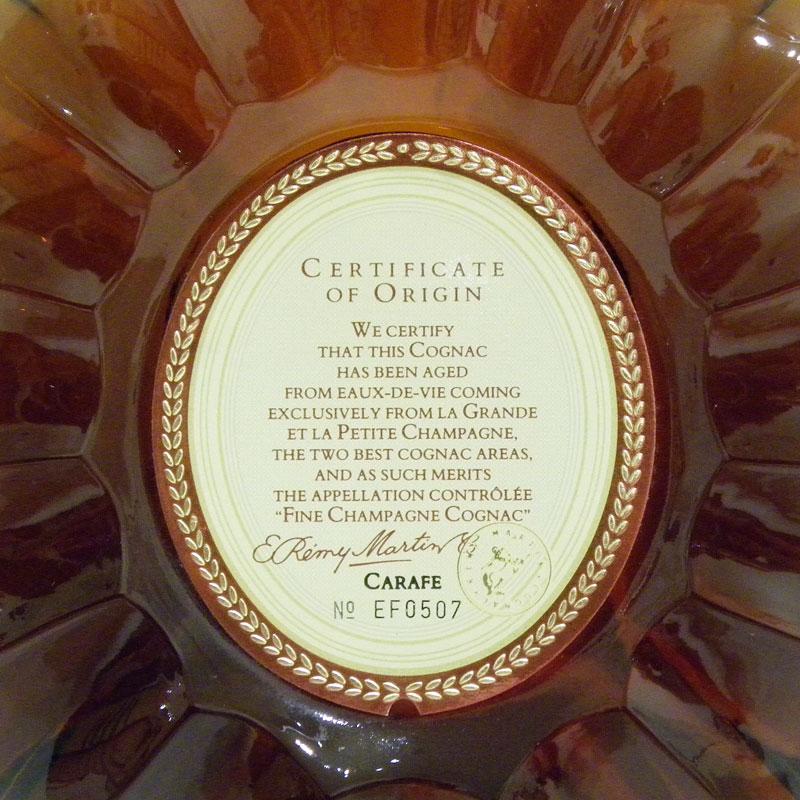 CERTIFICATE
OF ORIGIN
WE CERTIFY
THAT THIS COGNAC
HAS BEEN AGED
FROM EAUX-DE-VIE COMING
EXCLUSIVELY FROM LA GRANDE
ET LA PETITE CHAMPAGNE,
THE TWO BEST COGNAC AREAS,
AND AS SUCH MERITS
THE APPELLATION CONTRÔLÉE
"FINE CHAMPAGNE COGNAC"
E. Rémy Martin & Co
CARAFE
Nº EF0507